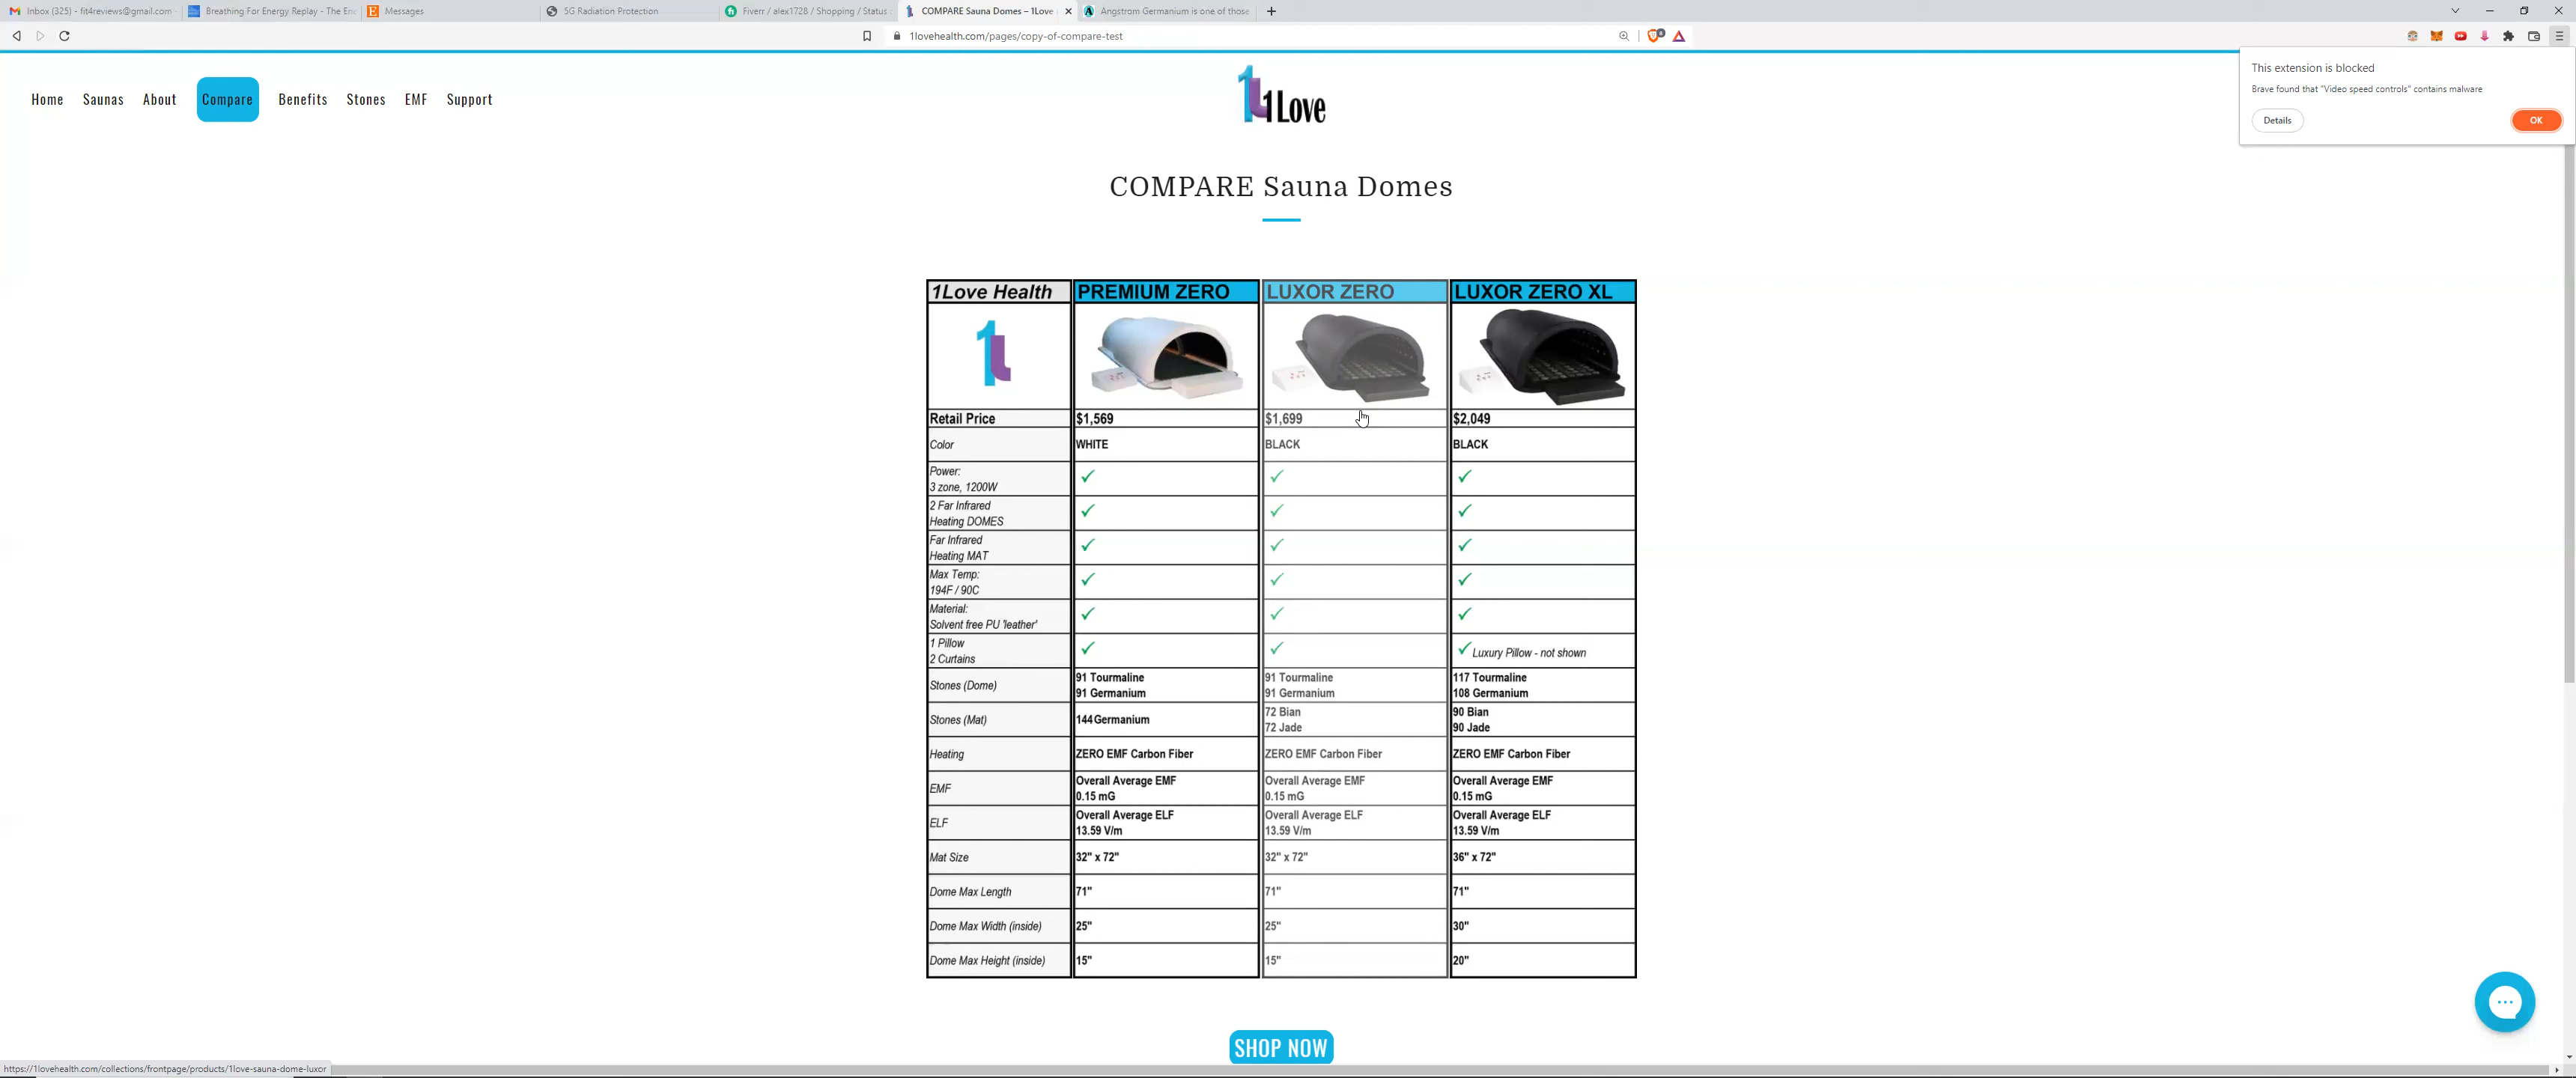 Inbox (325) - fit4reviews@gmail.com
Breathing For Energy Replay - The En
Messages
5G Radiation Protection
Fiverr / alex1728 / Shopping / Status
COMPARE Sauna Domes – 1Love
Angstrom Germanium is one of those
1lovehealth.com/pages/copy-of-compare-test
This extension is blocked
Brave found that "Video speed controls" contains malware
Details
OK
Home
Saunas
About
Compare
Benefits
Stones
EMF
Support
1Love
COMPARE Sauna Domes
1Love Health PREMIUM ZERO LUXOR ZERO LUXOR ZERO XL
Retail Price $1,569 $1,699 $2,049
Color WHITE BLACK BLACK
Power:
3 zone, 1200W
2 Far Infrared
Heating DOMES
Far Infrared
Heating MAT
Max Temp:
194F / 90C
Material:
Solvent free PU 'leather'
1 Pillow
2 Curtains
Luxury Pillow - not shown
Stones (Dome)
91 Tourmaline 91 Tourmaline 117 Tourmaline
91 Germanium 91 Germanium 108 Germanium
Stones (Mat)
144 Germanium
72 Bian 90 Bian
72 Jade 90 Jade
Heating ZERO EMF Carbon Fiber ZERO EMF Carbon Fiber ZERO EMF Carbon Fiber
EMF
Overall Average EMF Overall Average EMF Overall Average EMF
0.15 mG 0.15 mG 0.15 mG
ELF
Overall Average ELF Overall Average ELF Overall Average ELF
13.59 V/m 13.59 V/m 13.59 V/m
Mat Size 32" x 72" 32" x 72" 36" x 72"
Dome Max Length 71" 71" 71"
Dome Max Width (inside) 25" 25" 30"
Dome Max Height (inside) 15" 15" 20"
SHOP NOW
https://1lovehealth.com/collections/frontpage/products/1love-sauna-dome-luxor